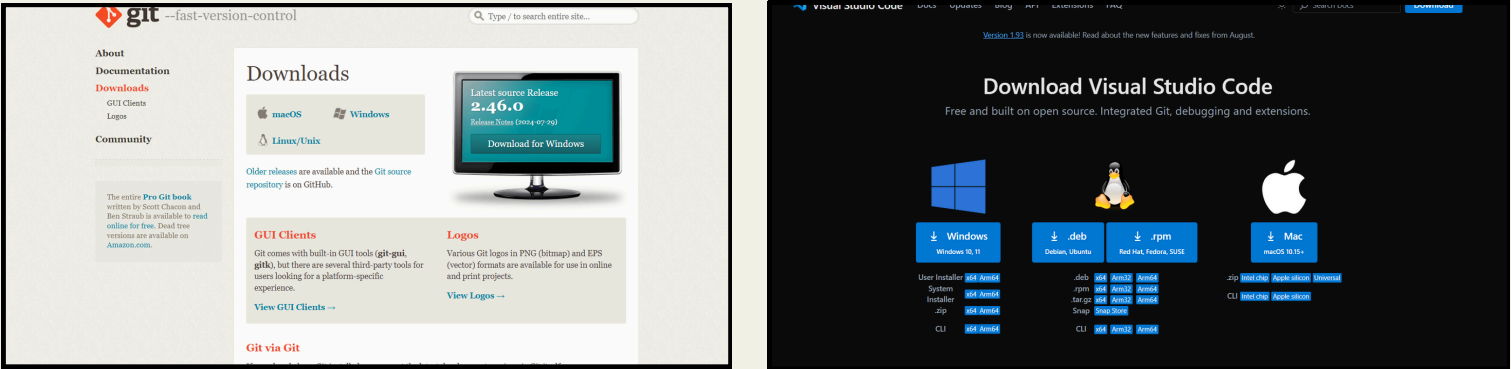 git --fast-version-control
Type / to search entire site...
About
Documentation
Downloads
GUI Clients
Logos
Community
The entire Pro Git book
written by Scott Chacon and
Ben Straub is available to read
online for free. Dead tree
versions are available on
Amazon.com.
Downloads
macOS
Windows
Linux/Unix
Older releases are available and the Git source
repository is on GitHub.
Latest source Release
2.46.0
Release Notes (2024-07-29)
Download for Windows
GUI Clients
Git comes with built-in GUI tools (git-gui,
gitk), but there are several third-party tools for
users looking for a platform-specific
experience.
View GUI Clients →
Logos
Various Git logos in PNG (bitmap) and EPS
(vector) formats are available for use in online
and print projects.
View Logos →
Git via Git
Visual Studio Code Docs Updates Blog API Extensions FAQ
Search Docs
Download
Version 1.93 is now available! Read about the new features and fixes from August.
Download Visual Studio Code
Free and built on open source. Integrated Git, debugging and extensions.
Windows
Windows 10, 11
User Installer x64 Arm64
System
Installer x64 Arm64
.zip x64 Arm64
CLI x64 Arm64
.deb
Debian, Ubuntu
.rpm
Red Hat, Fedora, SUSE
.deb x64 Arm32 Arm64
.rpm x64 Arm32 Arm64
.tar.gz x64 Arm32 Arm64
Snap Snap Store
CLI x64 Arm32 Arm64
Mac
macOS 10.15+
.zip Intel chip Apple silicon Universal
CLI Intel chip Apple silicon